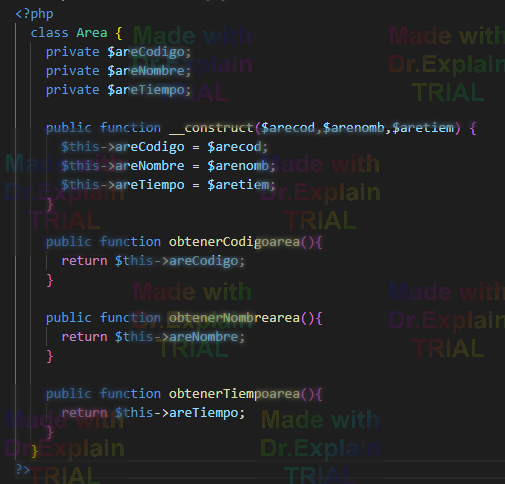 <?php
class Area {
private $areCodigo;
private $areNombre;
private $areTiempo;
public function __construct($arecod,$arenomb,$aretiem) {
$this->areCodigo = $arecod;
$this->areNombre = $arenomb;
$this->areTiempo = $aretiem;
}
public function obtenerCodigoarea(){
return $this->areCodigo;
}
public function obtenerNombrearea(){
return $this->areNombre;
}
public function obtenerTiempoarea(){
return $this->areTiempo;
}
}
?>
Made with
Dr.Explain
TRIAL
Made with
Dr.Explain
TRIAL
Made with
Dr.Explain
TRIAL
Made with
Dr.Explain
TRIAL
Made with
Dr.Explain
TRIAL
Made with
Dr.Explain
TRIAL
Made with
Dr.Explain
TRIAL
Made with
Dr.Explain
TRIAL